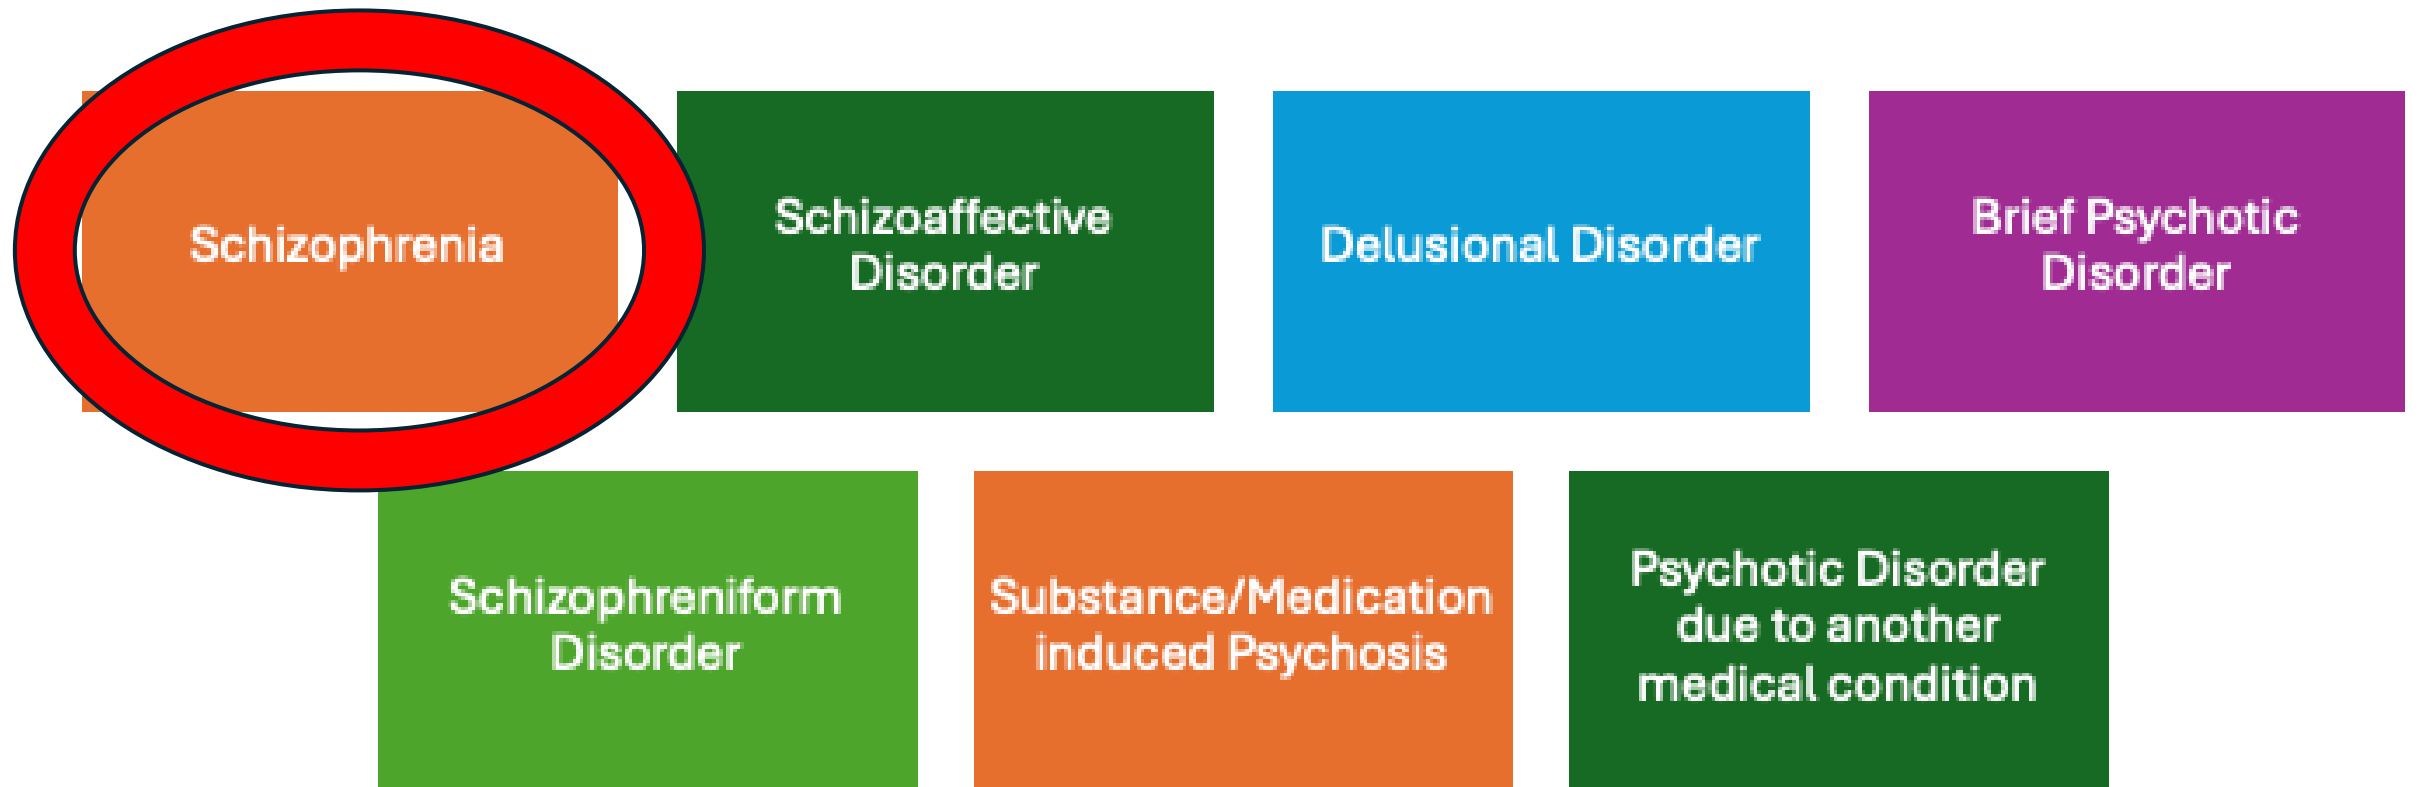 Schizophrenia
Schizoaffective
Disorder
Delusional Disorder
Brief Psychotic
Disorder
Schizophreniform
Disorder
Substance/Medication
induced Psychosis
Psychotic Disorder
due to another
medical condition